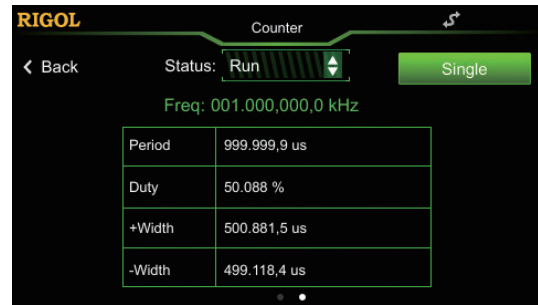 RIGOL
Counter
Back
Status: Run
Single
Freq: 001.000,000,0 kHz
Period 999.999,9 us
Duty 50.088 %
+Width 500.881,5 us
-Width 499.118,4 us